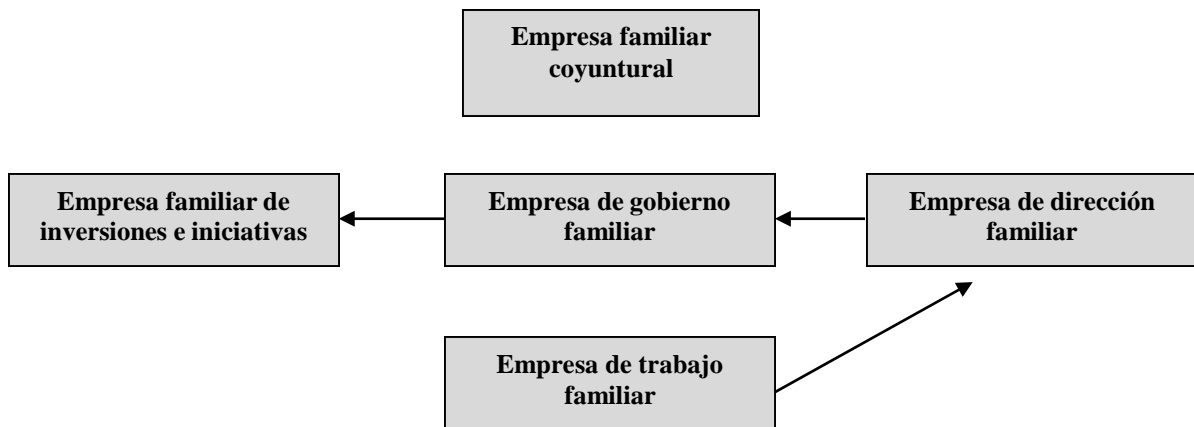 Empresa familiar
coyuntural
Empresa familiar de
inversiones e iniciativas
Empresa de gobierno
familiar
Empresa de dirección
familiar
Empresa de trabajo
familiar